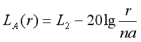 L_A(r) = L_2 − 20lg r/na